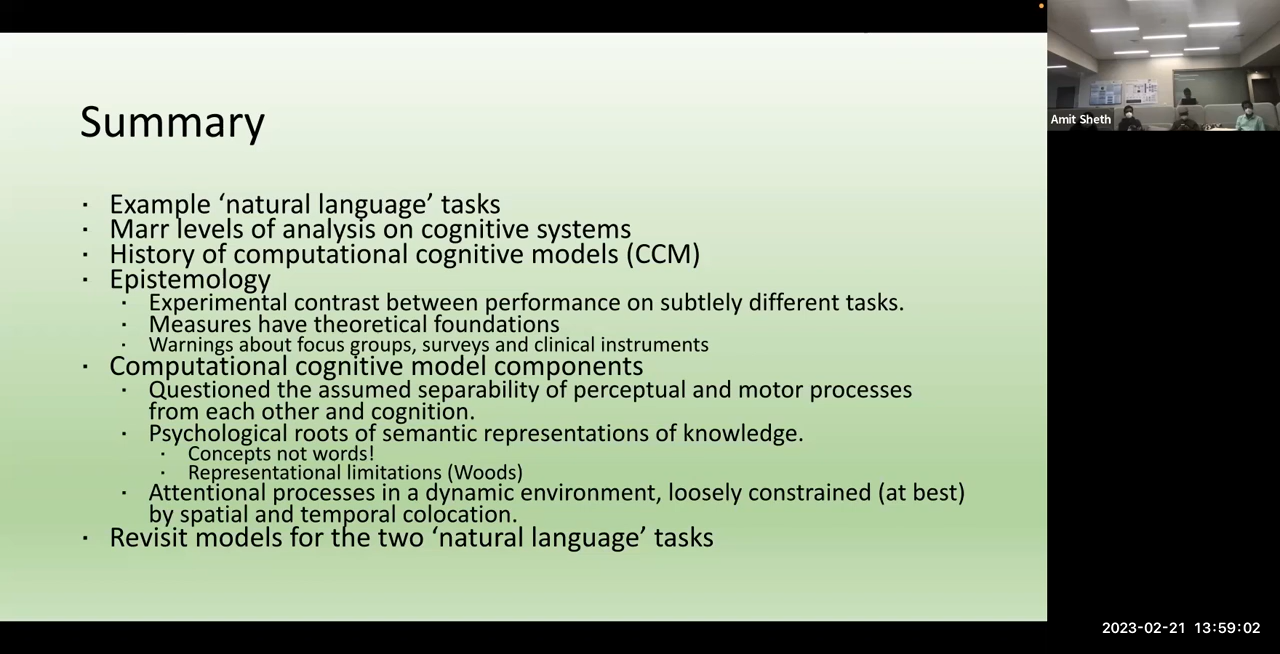 Summary
· Example ‘natural language’ tasks
· Marr levels of analysis on cognitive systems
· History of computational cognitive models (CCM)
· Epistemology
· Experimental contrast between performance on subtlely different tasks.
· Measures have theoretical foundations
· Warnings about focus groups, surveys and clinical instruments
· Computational cognitive model components
· Questioned the assumed separability of perceptual and motor processes
from each other and cognition.
· Psychological roots of semantic representations of knowledge.
· Concepts not words!
· Representational limitations (Woods)
· Attentional processes in a dynamic environment, loosely constrained (at best)
by spatial and temporal colocation.
· Revisit models for the two ‘natural language’ tasks
Amit Sheth
2023-02-21 13:59:02